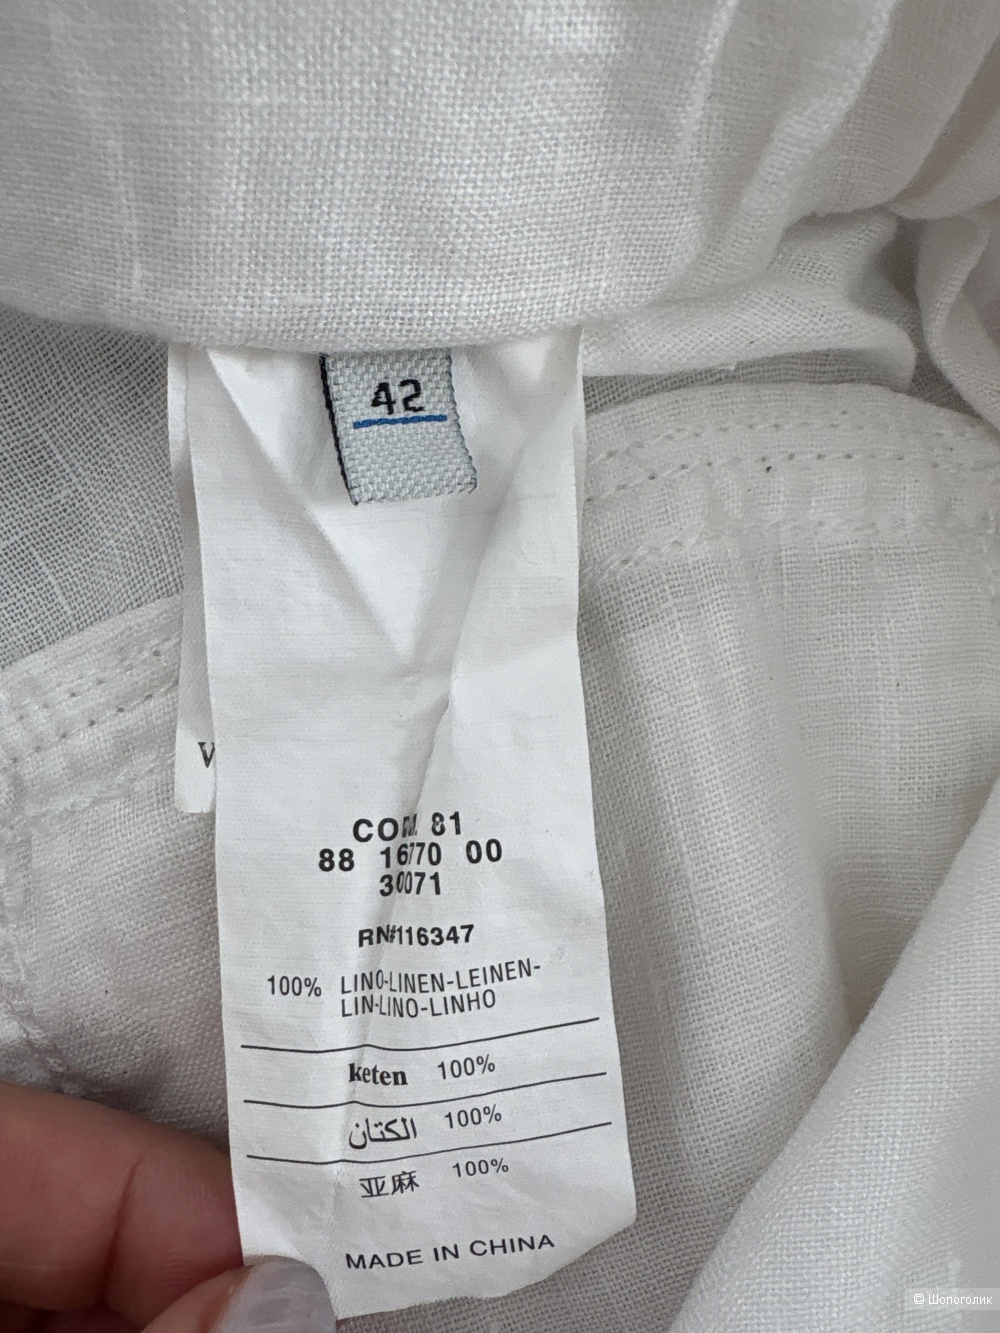 42
V
COM. 81
88 16770 00
30071
RN#116347
100% LINO-LINEN-LEINEN-
LIN-LINO-LINHO
keten 100%
الكتان 100%
亚麻 100%
MADE IN CHINA
© Шопоголик